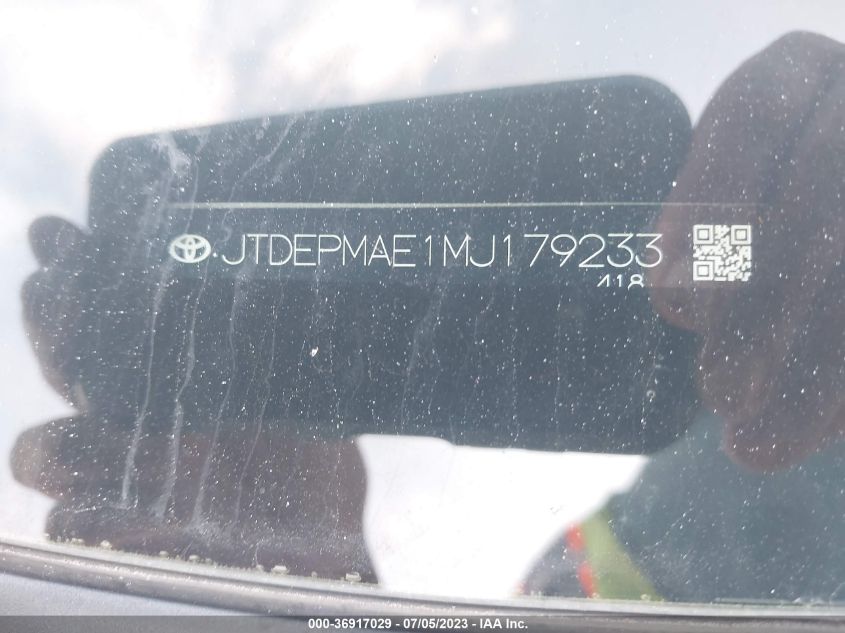 JTDEPMAE1MJ179233
418
000-36917029 - 07/05/2023 - IAA Inc.